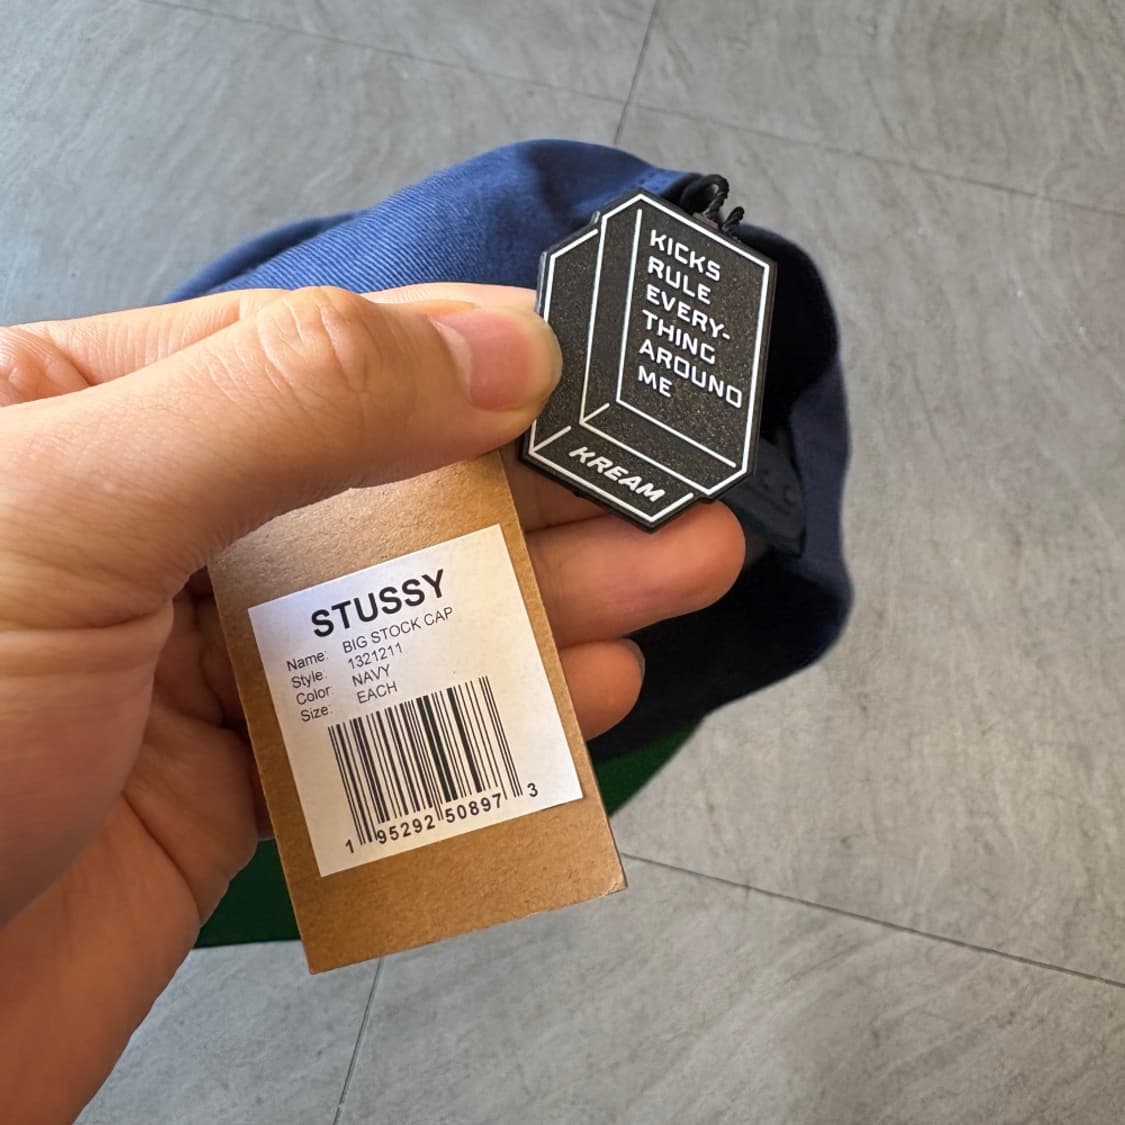 KICKS
RULE
EVERY-
THING
AROUND
ME
KREAM
STUSSY
Name: BIG STOCK CAP
Style: 1321211
Color: NAVY
Size: EACH
1 95292 50897 3